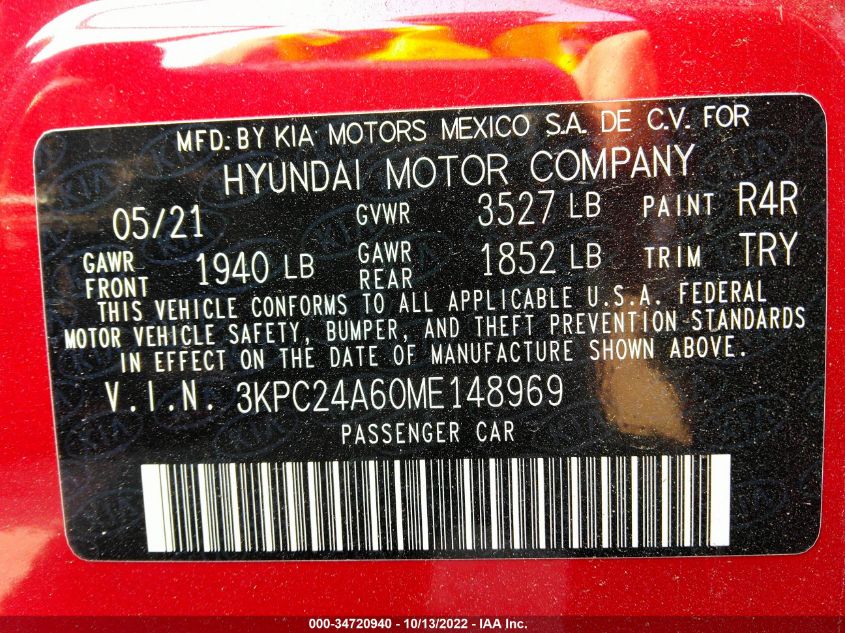 MFD. BY KIA MOTORS MEXICO S.A. DE C.V. FOR
HYUNDAI MOTOR COMPANY
05/21 GVWR 3527 LB PAINT R4R
GAWR FRONT 1940 LB GAWR REAR 1852 LB TRIM TRY
THIS VEHICLE CONFORMS TO ALL APPLICABLE U.S.A. FEDERAL
MOTOR VEHICLE SAFETY, BUMPER, AND THEFT PREVENTION STANDARDS
IN EFFECT ON THE DATE OF MANUFACTURE SHOWN ABOVE.
V.I.N. 3KPC24A60ME148969
PASSENGER CAR
000-34720940 - 10/13/2022 - IAA Inc.